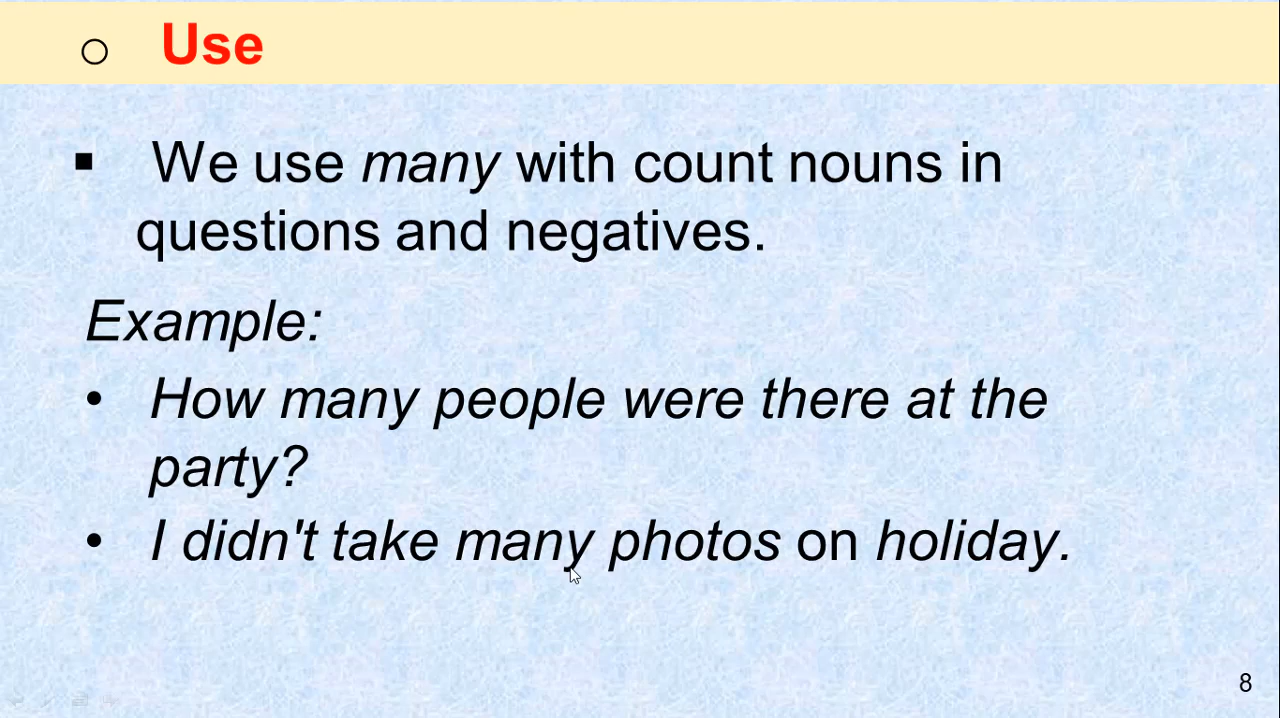 Use
We use many with count nouns in
questions and negatives.
Example:
How many people were there at the
party?
I didn't take many photos on holiday.
8